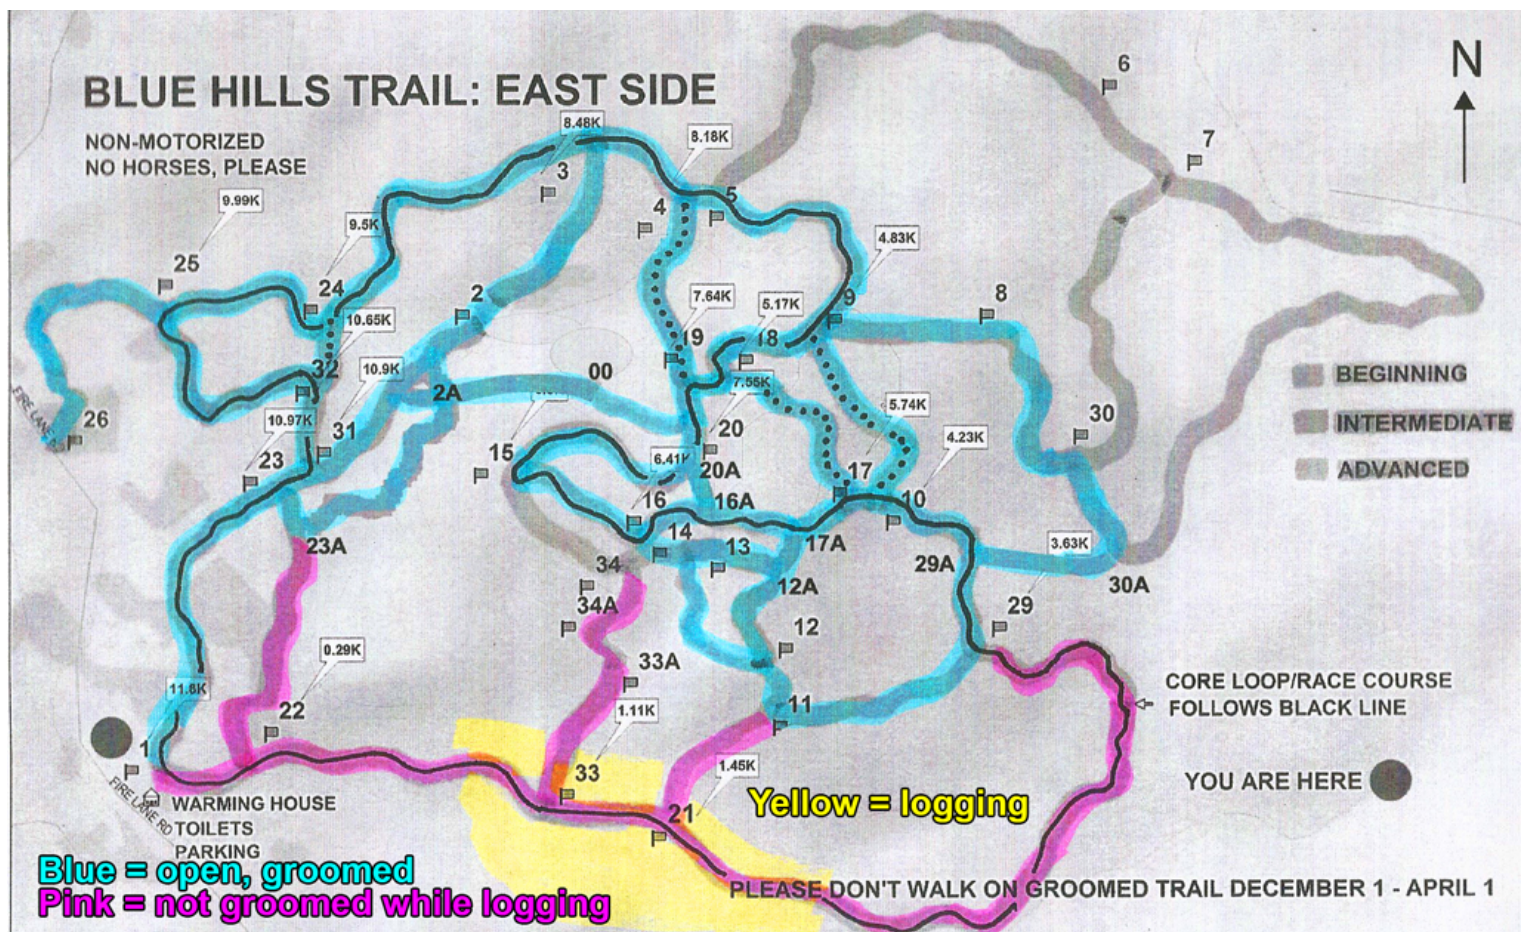 BLUE HILLS TRAIL: EAST SIDE
NON-MOTORIZED
NO HORSES, PLEASE
N
6
7
8.48K
8.18K
3
4
5
9.99K
9.5K
4.83K
25
24
2
9
8
10.65K
7.64K
5.17K
19
18
32
10.9K
00
2A
7.55K
5.74K
BEGINNING
INTERMEDIATE
ADVANCED
FIRE LANE
26
10.97K
31
23
15
6.41K
20
20A
4.23K
30
17
10
16
16A
14
13
17A
29A
3.63K
23A
34
34A
12A
12
29
30A
0.29K
33A
11.6K
22
1.11K
11
CORE LOOP/RACE COURSE
FOLLOWS BLACK LINE
1
33
1.45K
21
YOU ARE HERE
FIRE LANE RD
WARMING HOUSE
TOILETS
PARKING
Yellow = logging
Blue = open, groomed
Pink = not groomed while logging
PLEASE DON'T WALK ON GROOMED TRAIL DECEMBER 1 - APRIL 1